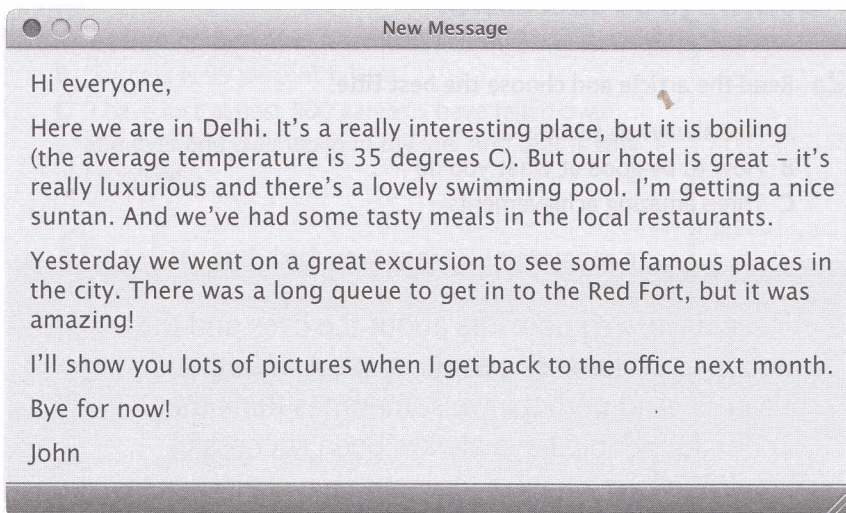 New Message
Hi everyone,
Here we are in Delhi. It's a really interesting place, but it is boiling
(the average temperature is 35 degrees C). But our hotel is great – it's
really luxurious and there's a lovely swimming pool. I'm getting a nice
suntan. And we've had some tasty meals in the local restaurants.
Yesterday we went on a great excursion to see some famous places in
the city. There was a long queue to get in to the Red Fort, but it was
amazing!
I'll show you lots of pictures when I get back to the office next month.
Bye for now!
John